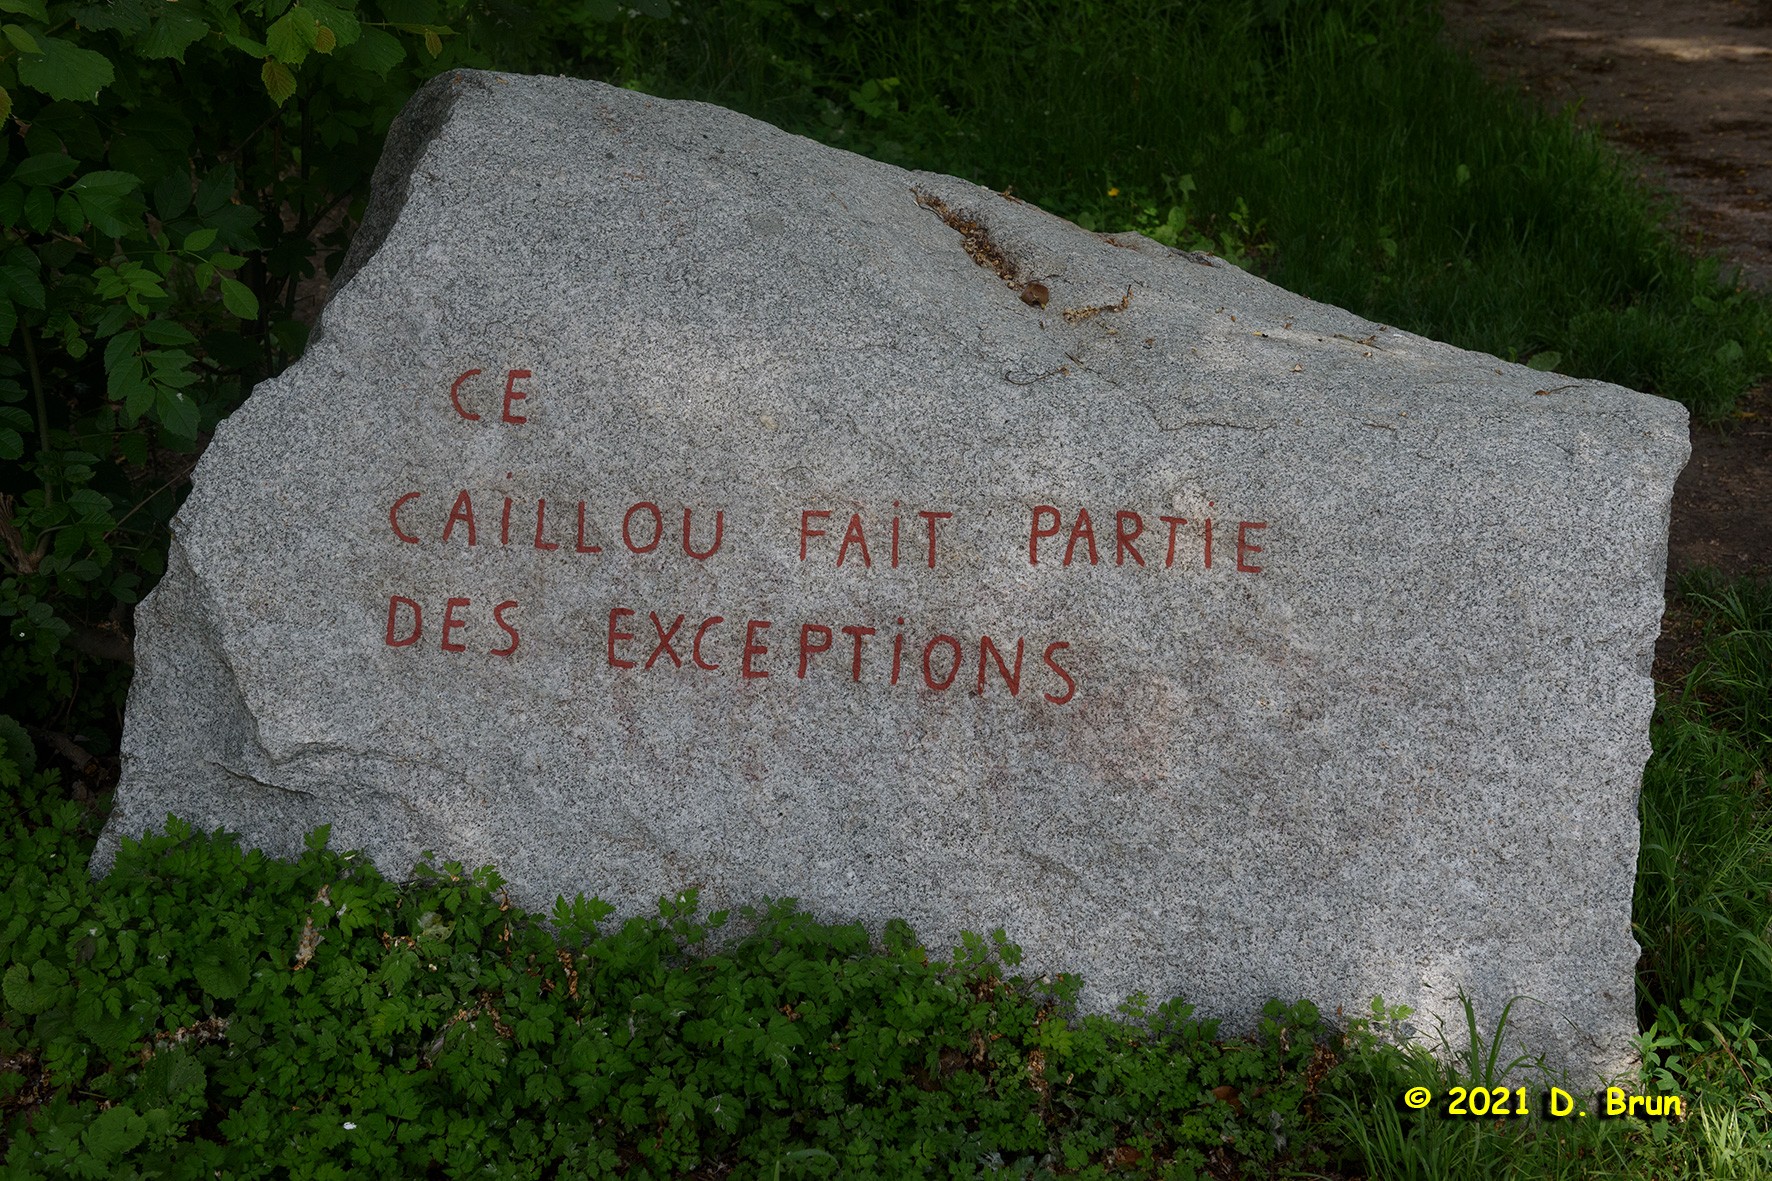 CE
CAiLLOU FAiT PARTiE
DES EXCEPTiONS
© 2021 D. Brun